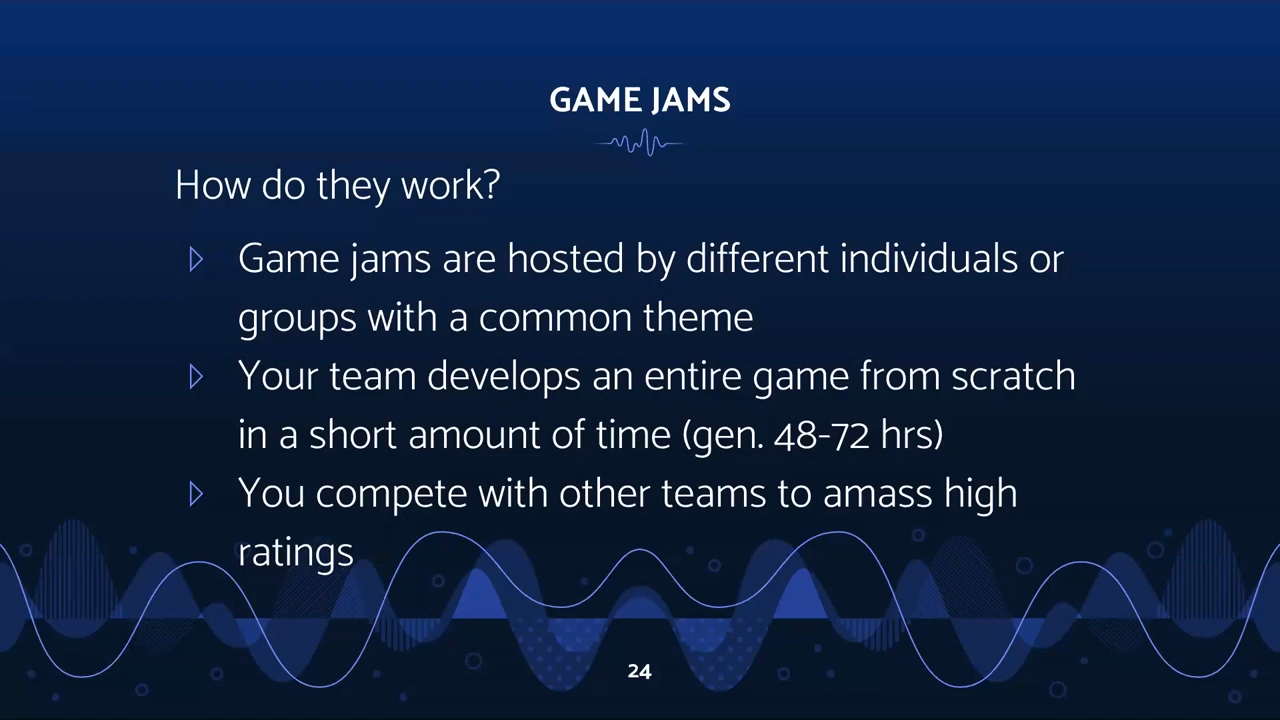 GAME JAMS
How do they work?
Game jams are hosted by different individuals or
groups with a common theme
Your team develops an entire game from scratch
in a short amount of time (gen. 48-72 hrs)
You compete with other teams to amass high
ratings
24